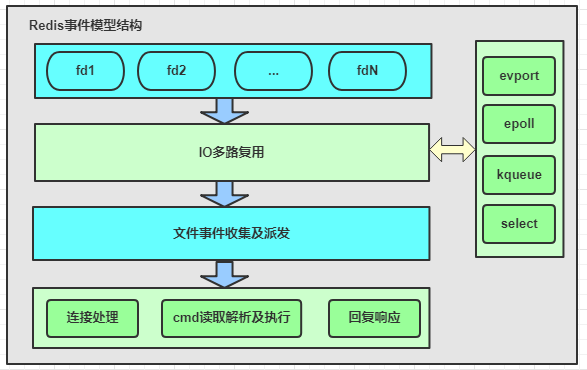 Redis事件模型结构
fd1
fd2
...
fdN
IO多路复用
evport
epoll
kqueue
select
文件事件收集及派发
连接处理
cmd读取解析及执行
回复响应